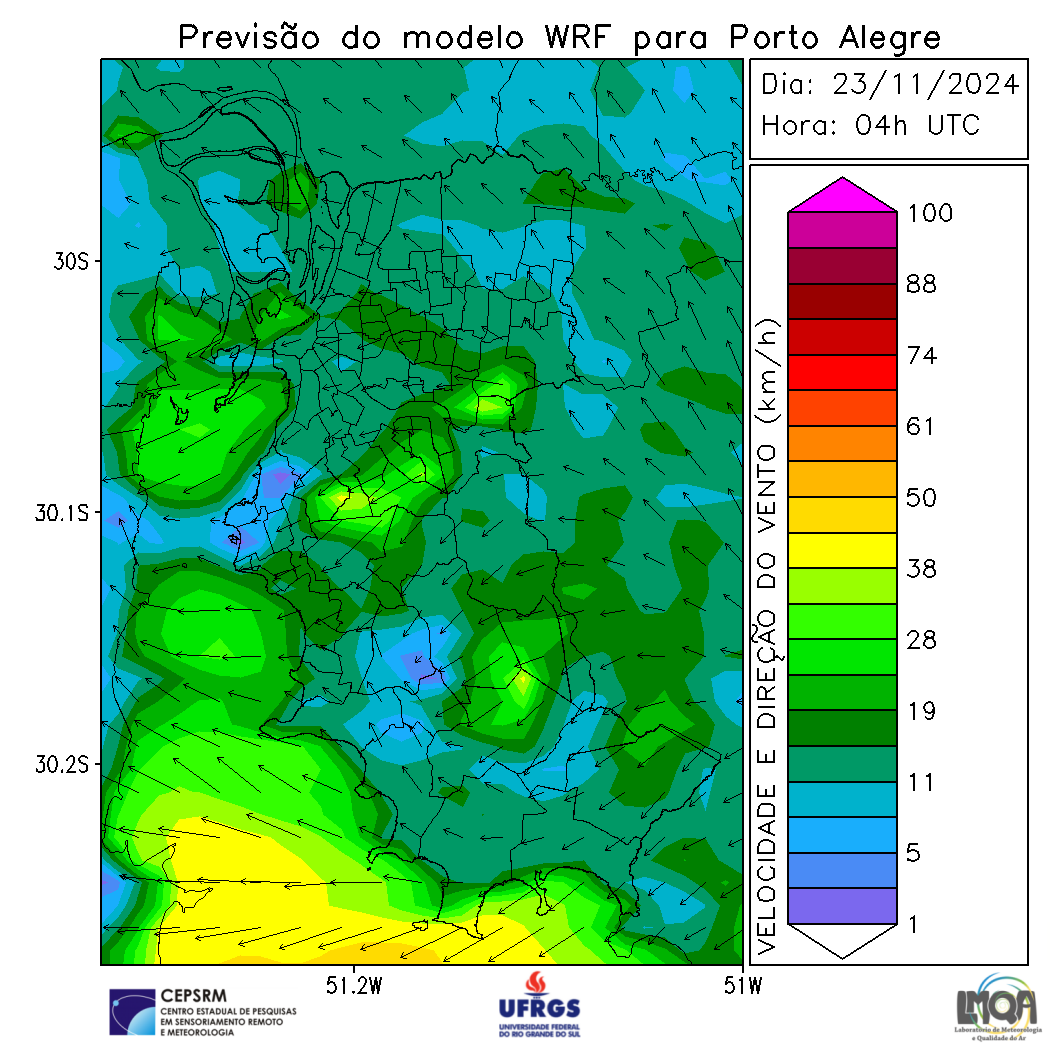 Previsão do modelo WRF para Porto Alegre
Dia: 23/11/2024
Hora: 04h UTC
30S
30.1S
30.2S
51.2W
51W
VELOCIDADE E DIREÇÃO DO VENTO (km/h)
100
88
74
61
50
38
28
19
11
5
1
CEPSRM
CENTRO ESTADUAL DE PESQUISAS
EM SENSORIAMENTO REMOTO
E METEOROLOGIA
UFRGS
UNIVERSIDADE FEDERAL
DO RIO GRANDE DO SUL
LMQA
Laboratório de Meteorologia
e Qualidade do Ar